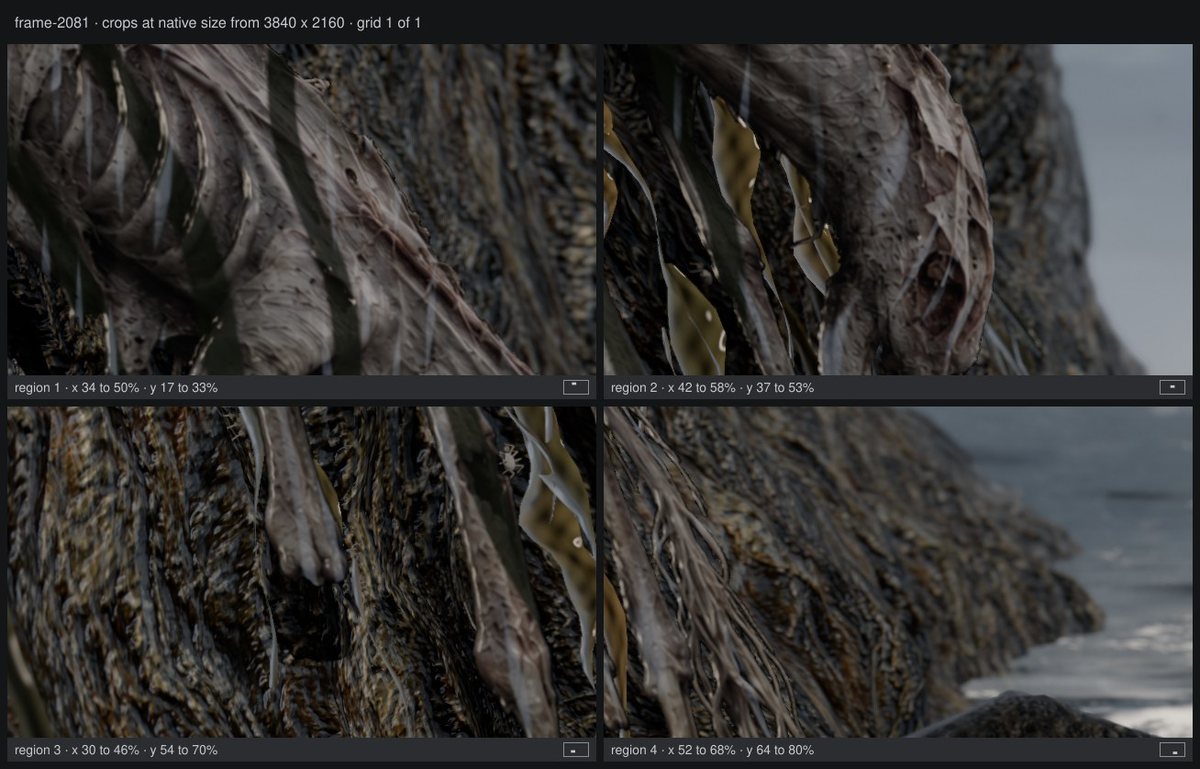 frame-2081 · crops at native size from 3840 x 2160 · grid 1 of 1
region 1 · x 34 to 50% · y 17 to 33%
region 2 · x 42 to 58% · y 37 to 53%
region 3 · x 30 to 46% · y 54 to 70%
region 4 · x 52 to 68% · y 64 to 80%